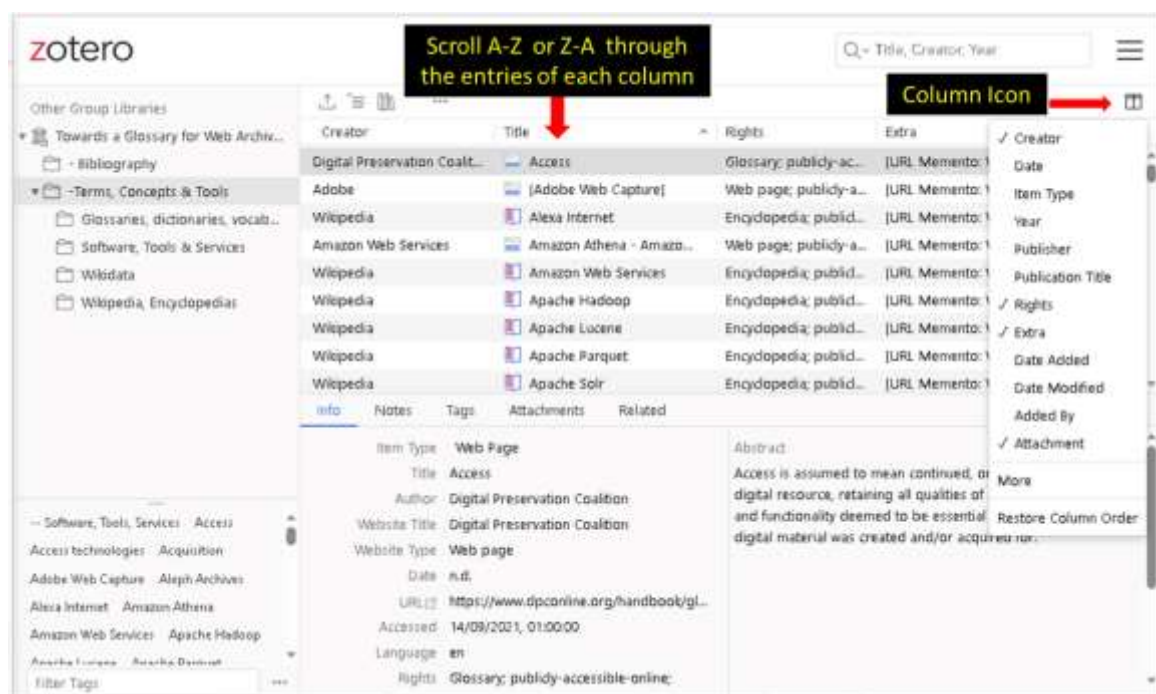 zotero
Scroll A-Z or Z-A through
the entries of each column
Title, Creator, Year
Column Icon
Other Group Libraries
Towards a Glossary for Web Archiv...
- Bibliography
-Terms, Concepts & Tools
Glossaries, dictionaries, vocab...
Software, Tools & Services
Wikidata
Wikipedia, Encyclopedias
Creator Title Rights Extra
Digital Preservation Coalit... Access Glossary; publicly-ac... [URL Memento:
Adobe [Adobe Web Capture[ Web page; publicly-a... [URL Memento:
Wikipedia Alexa Internet Encyclopedia; publicl... [URL Memento:
Amazon Web Services Amazon Athena - Amazo... Web page; publicly-a... [URL Memento:
Wikipedia Amazon Web Services Encyclopedia; publicl... [URL Memento:
Wikipedia Apache Hadoop Encyclopedia; publicl... [URL Memento:
Wikipedia Apache Lucene Encyclopedia; publicl... [URL Memento:
Wikipedia Apache Parquet Encyclopedia; publicl... [URL Memento:
Wikipedia Apache Solr Encyclopedia; publicl... [URL Memento:
✓ Creator
Date
Item Type
Year
Publisher
Publication Title
✓ Rights
✓ Extra
Date Added
Date Modified
Added By
✓ Attachment
More
Restore Column Order
Info Notes Tags Attachments Related
Item Type Web Page
Title Access
Author Digital Preservation Coalition
Website Title Digital Preservation Coalition
Website Type Web page
Date n.d.
URL https://www.dpconline.org/handbook/gl...
Accessed 14/09/2021, 01:00:00
Language en
Rights Glossary; publicly-accessible-online;
Abstract
Access is assumed to mean continued, on
digital resource, retaining all qualities of
and functionality deemed to be essential
digital material was created and/or acquired for.
-- Software, Tools, Services Access
Access technologies Acquisition
Adobe Web Capture Aleph Archives
Alexa Internet Amazon Athena
Amazon Web Services Apache Hadoop
Apache Lucene Apache Parquet
Filter Tags